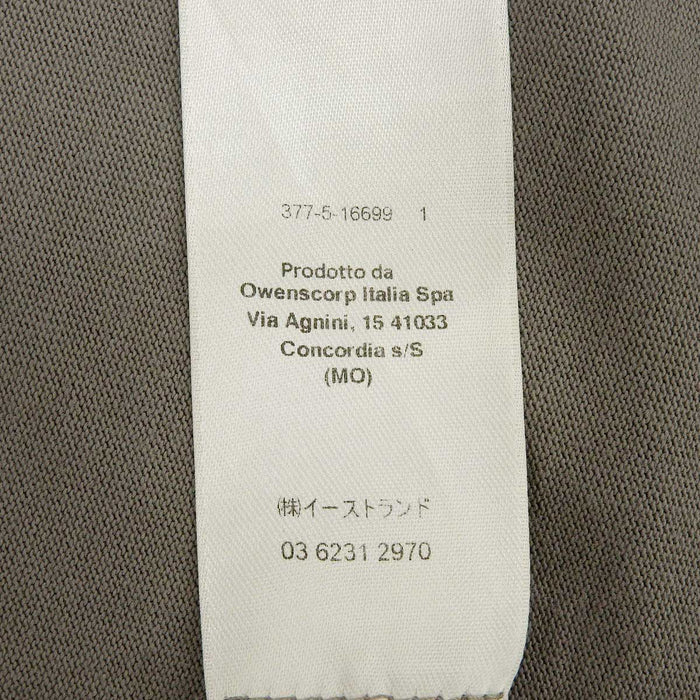 377-5-16699 1
Prodotto da
Owenscorp Italia Spa
Via Agnini, 15 41033
Concordia s/S
(MO)
㈱イーストランド
03 6231 2970